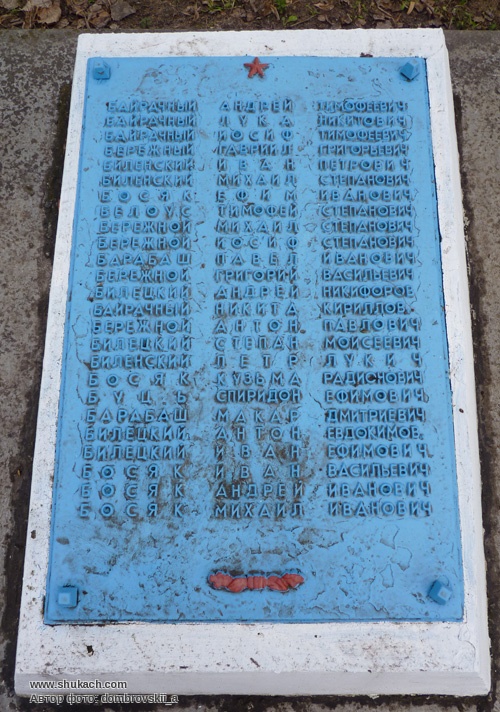 БАЙРАЧНЫЙ АНДРЕЙ ТИМОФЕЕВИЧ
БАЙРАЧНЫЙ ЛУКА НИКИТОВИЧ
БАЙРАЧНЫЙ ИОСИФ ТИМОФЕЕВИЧ
БЕРЕЖНЫЙ ГАВРИИЛ ГРИГОРЬЕВИЧ
БИЛЕНСКИЙ ИВАН ПЕТРОВИЧ
БИЛЕНСКИЙ МИХАИЛ СТЕПАНОВИЧ
БОСЯК ЕФИМ ИВАНОВИЧ
БЕЛОУС ТИМОФЕЙ СТЕПАНОВИЧ
БЕРЕЖНОЙ МИХАИЛ СТЕПАНОВИЧ
БЕРЕЖНОЙ ИОСИФ СТЕПАНОВИЧ
БАРАБАШ ПАВЕЛ ИВАНОВИЧ
БЕРЕЖНОЙ ГРИГОРИЙ ВАСИЛЬЕВИЧ
БИЛЕЦКИЙ АНДРЕЙ НИКИФОРОВ.
БАЙРАЧНЫЙ НИКИТА КИРИЛЛОВ.
БЕРЕЖНОЙ АНТОН ПАВЛОВИЧ
БИЛЕЦКИЙ СТЕПАН МОИСЕЕВИЧ
БИЛЕНСКИЙ ПЕТР ЛУКИЧ
БОСЯК КУЗЬМА РАДИОНОВИЧ
БУЦЬ СПИРИДОН ЕФИМОВИЧ.
БАРАБАШ МАКАР ДМИТРИЕВИЧ
БИЛЕЦКИЙ АНТОН ЕВДОКИМОВ.
БИЛЕЦКИЙ ИВАН ЕФИМОВИЧ.
БОСЯК ИВАН ВАСИЛЬЕВИЧ
БОСЯК АНДРЕЙ ИВАНОВИЧ
БОСЯК МИХАИЛ ИВАНОВИЧ
www.shukach.com
Автор фото: dombrovskii_a